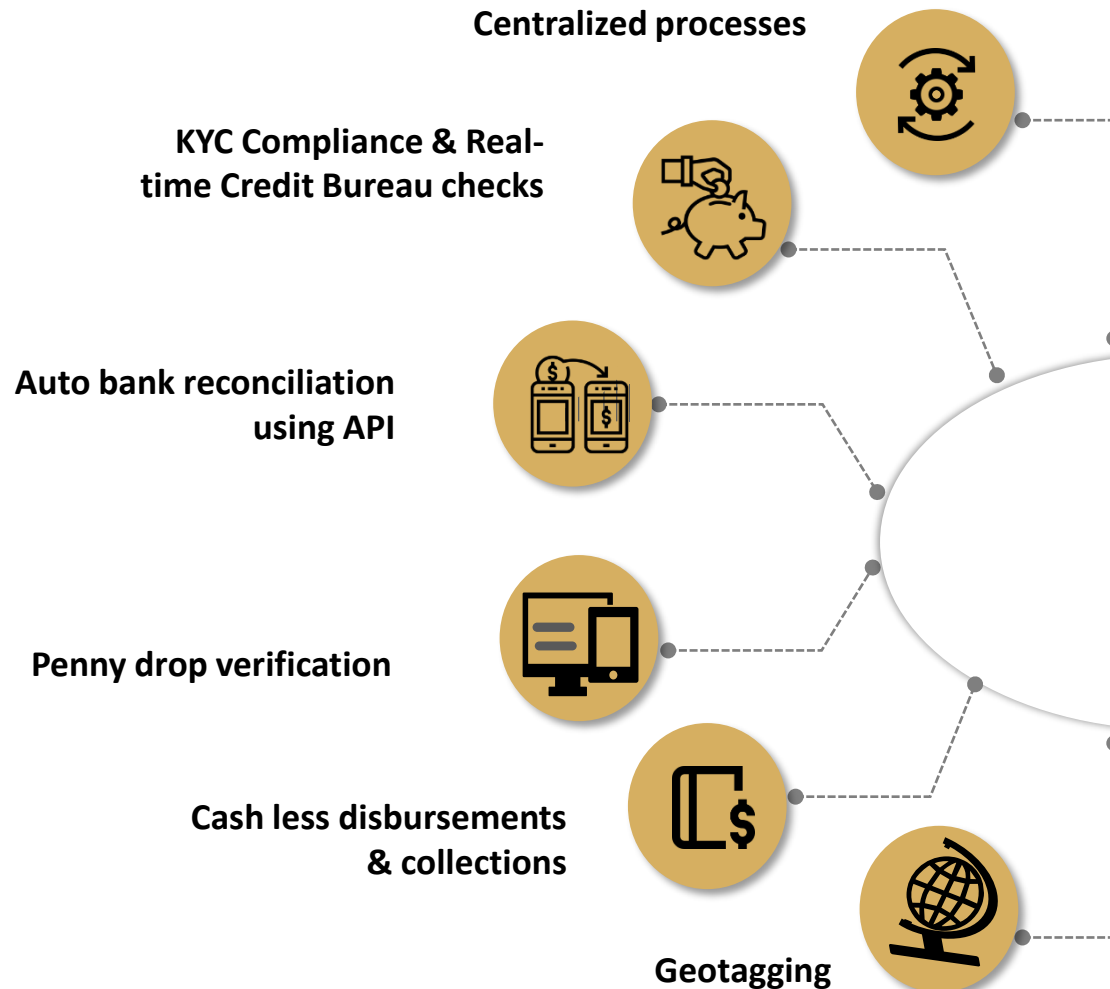 Centralized processes
KYC Compliance & Real-
time Credit Bureau checks
Auto bank reconciliation
using API
Penny drop verification
Cash less disbursements
& collections
Geotagging